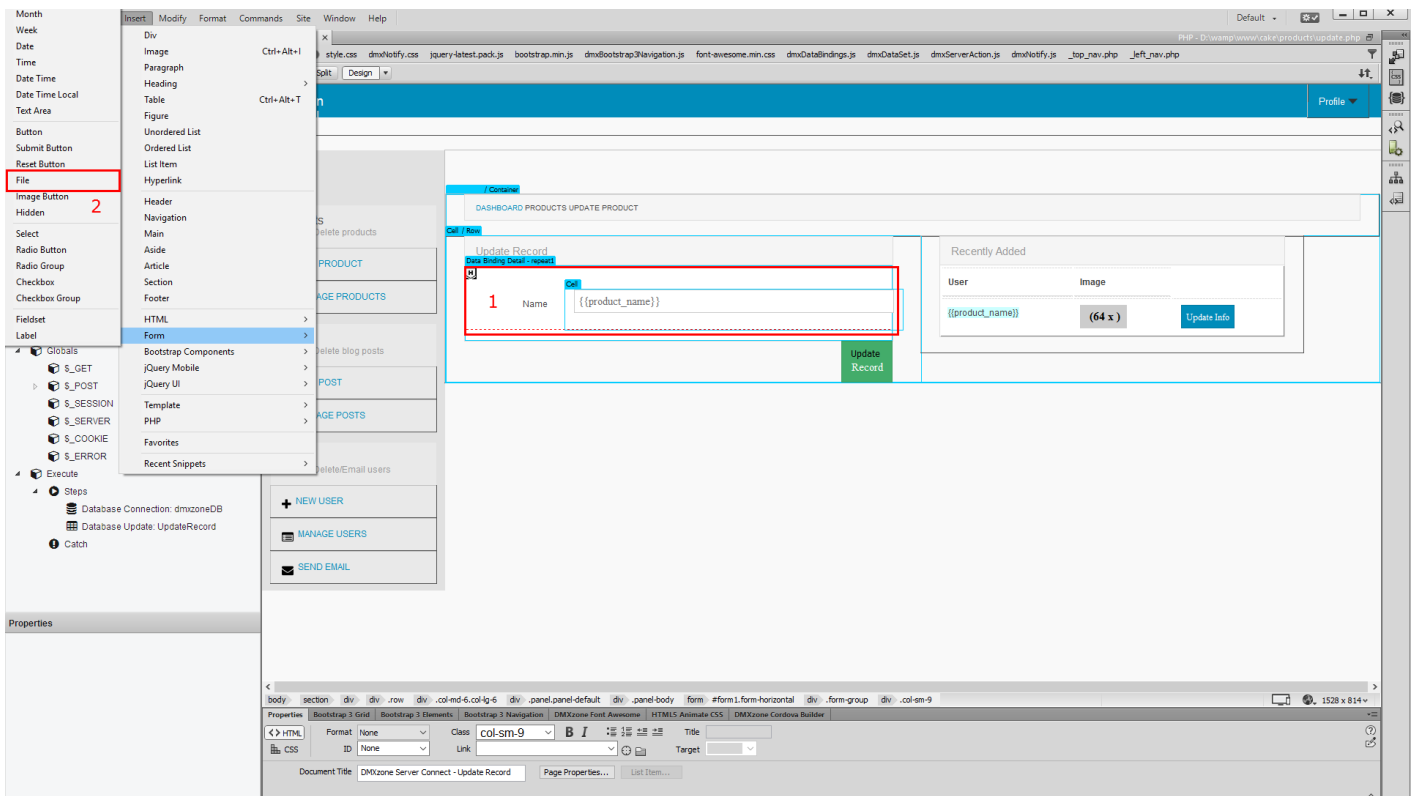 Month
Week
Date
Time
Date Time
Date Time Local
Text Area
Button
Submit Button
Reset Button
File
Image Button
2
Hidden
Select
Radio Button
Radio Group
Checkbox
Checkbox Group
Fieldset
Label
Insert Modify Format Commands Site Window Help
Default
Div
Image Ctrl+Alt+I
Paragraph
Heading
Table Ctrl+Alt+T
Figure
Unordered List
Ordered List
List Item
Hyperlink
Header
Navigation
Main
Aside
Article
Section
Footer
HTML
Form
Bootstrap Components
jQuery Mobile
jQuery UI
Template
PHP
Favorites
Recent Snippets
PHP - D:\wamp\www\cake\products\update.php
style.css dmxNotify.css jquery-latest.pack.js bootstrap.min.js dmxBootstrap3Navigation.js font-awesome.min.css dmxDataBindings.js dmxDataSet.js dmxServerAction.js dmxNotify.js _top_nav.php _left_nav.php
Split Design
Profile
/ Container
DASHBOARD PRODUCTS UPDATE PRODUCT
Cell / Row
Update Record
Data Binding Detail - repeat1
Cell
1
Name {{product_name}}
Update
Record
Recently Added
User Image
{{product_name}} (64 x ) Update Info
Delete products
PRODUCT
AGE PRODUCTS
Delete blog posts
POST
AGE POSTS
Delete/Email users
NEW USER
MANAGE USERS
SEND EMAIL
Globals
$_GET
$_POST
$_SESSION
$_SERVER
$_COOKIE
$_ERROR
Execute
Steps
Database Connection: dmxzoneDB
Database Update: UpdateRecord
Catch
Properties
body section div div .row div .col-md-6.col-lg-6 div .panel.panel-default div .panel-body form #form1.form-horizontal div .form-group div .col-sm-9
1528 x 814
Properties Bootstrap 3 Grid Bootstrap 3 Elements Bootstrap 3 Navigation DMXzone Font Awesome HTML5 Animate CSS DMXzone Cordova Builder
<> HTML Format None Class col-sm-9 B I Title
CSS ID None Link Target
Document Title DMXzone Server Connect - Update Record Page Properties... List Item...